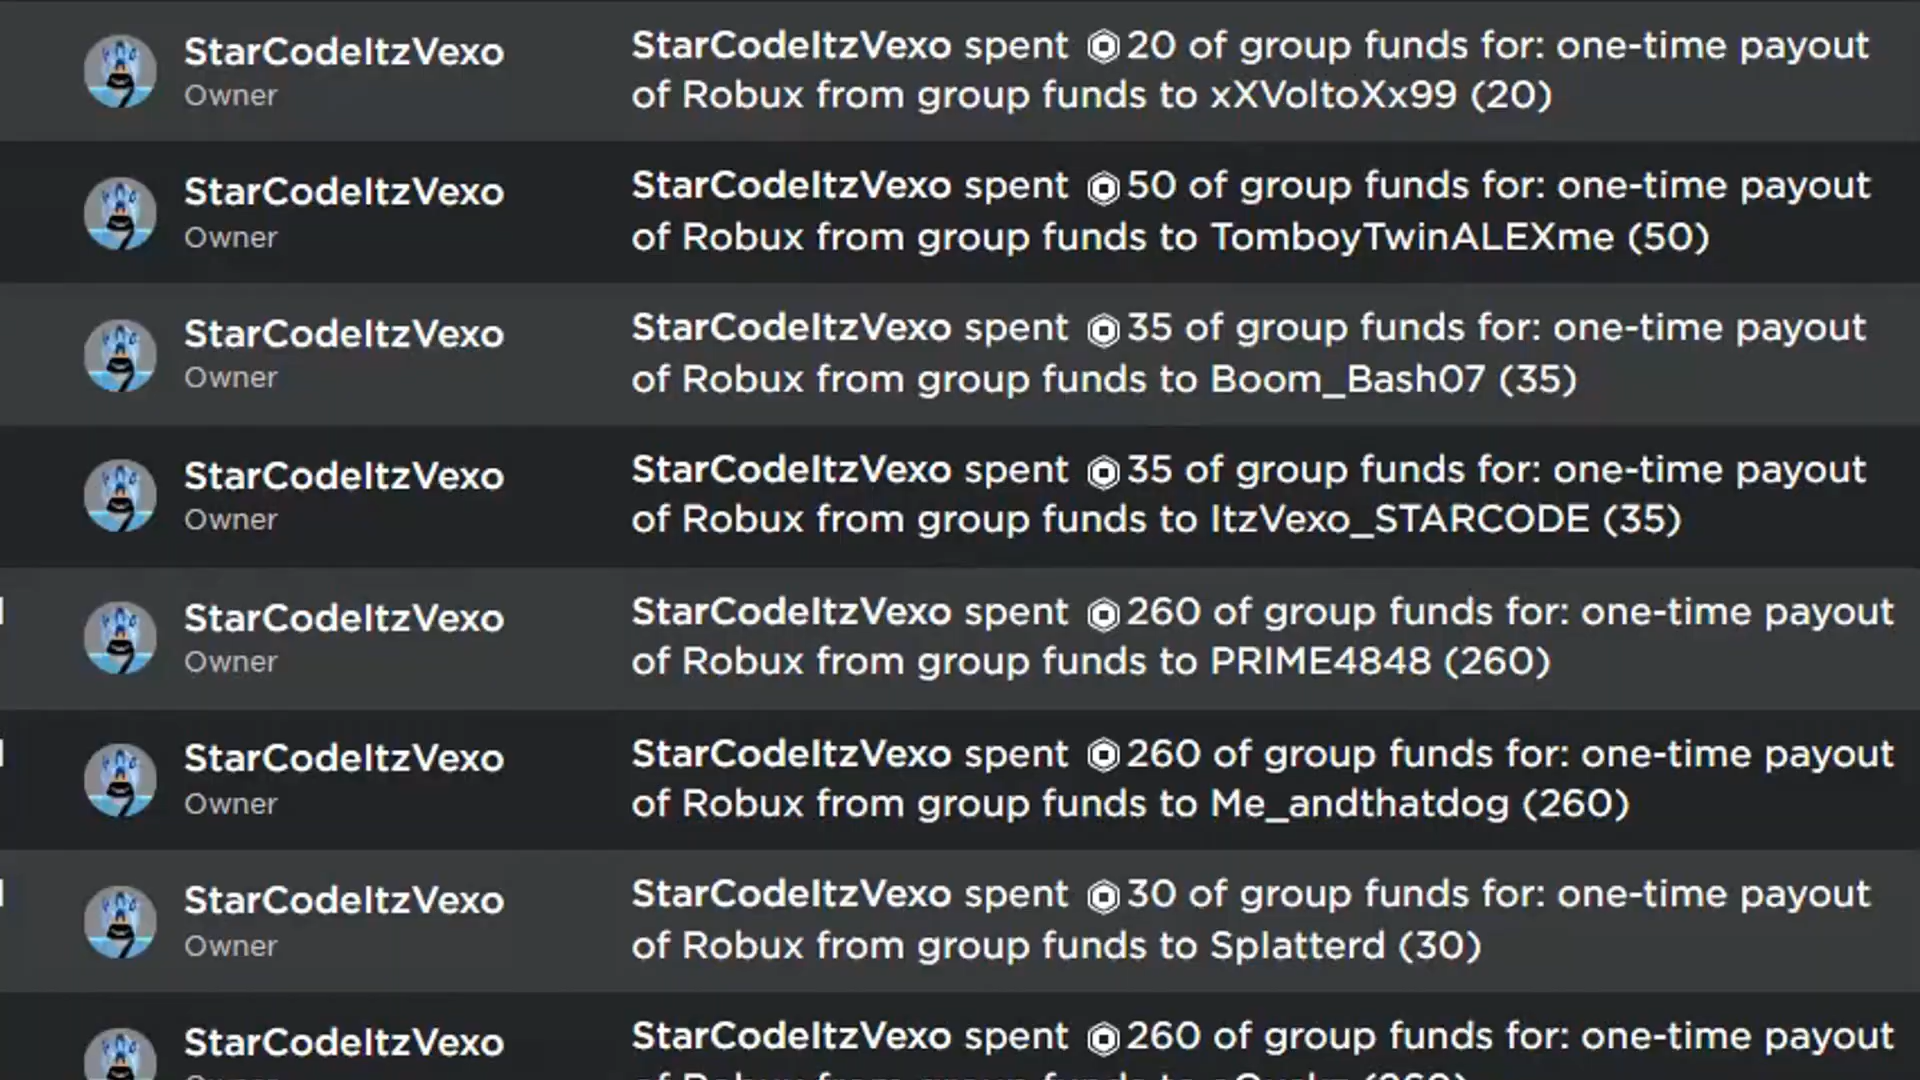 StarCodeItzVexo
Owner
StarCodeItzVexo spent 20 of group funds for: one-time payout
of Robux from group funds to xXVoltoXx99 (20)
StarCodeItzVexo
Owner
StarCodeItzVexo spent 50 of group funds for: one-time payout
of Robux from group funds to TomboyTwinALEXme (50)
StarCodeItzVexo
Owner
StarCodeItzVexo spent 35 of group funds for: one-time payout
of Robux from group funds to Boom_Bash07 (35)
StarCodeItzVexo
Owner
StarCodeItzVexo spent 35 of group funds for: one-time payout
of Robux from group funds to ItzVexo_STARCODE (35)
StarCodeItzVexo
Owner
StarCodeItzVexo spent 260 of group funds for: one-time payout
of Robux from group funds to PRIME4848 (260)
StarCodeItzVexo
Owner
StarCodeItzVexo spent 260 of group funds for: one-time payout
of Robux from group funds to Me_andthatdog (260)
StarCodeItzVexo
Owner
StarCodeItzVexo spent 30 of group funds for: one-time payout
of Robux from group funds to Splatterd (30)
StarCodeItzVexo
StarCodeItzVexo spent 260 of group funds for: one-time payout
of Robux from group funds to